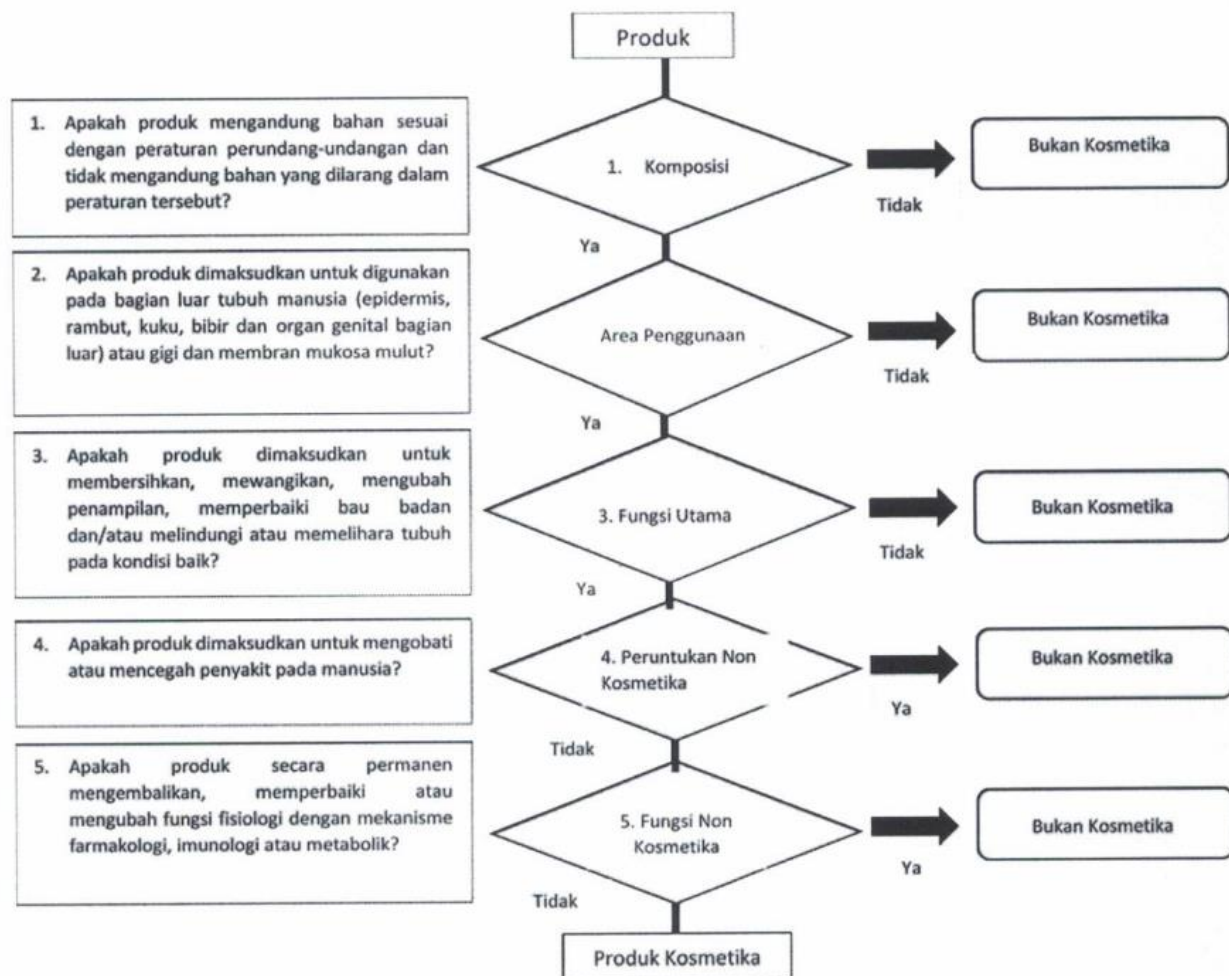 Produk
1. Apakah produk mengandung bahan sesuai
dengan peraturan perundang-undangan dan
tidak mengandung bahan yang dilarang dalam
peraturan tersebut?
1. Komposisi
Tidak
Bukan Kosmetika
Ya
2. Apakah produk dimaksudkan untuk digunakan
pada bagian luar tubuh manusia (epidermis,
rambut, kuku, bibir dan organ genital bagian
luar) atau gigi dan membran mukosa mulut?
Area Penggunaan
Tidak
Bukan Kosmetika
Ya
3. Apakah produk dimaksudkan untuk
membersihkan, mewangikan, mengubah
penampilan, memperbaiki bau badan
dan/atau melindungi atau memelihara tubuh
pada kondisi baik?
3. Fungsi Utama
Tidak
Bukan Kosmetika
Ya
4. Apakah produk dimaksudkan untuk mengobati
atau mencegah penyakit pada manusia?
4. Peruntukan Non
Kosmetika
Ya
Bukan Kosmetika
Tidak
5. Apakah produk secara permanen
mengembalikan, memperbaiki atau
mengubah fungsi fisiologi dengan mekanisme
farmakologi, imunologi atau metabolik?
5. Fungsi Non
Kosmetika
Ya
Bukan Kosmetika
Tidak
Produk Kosmetika